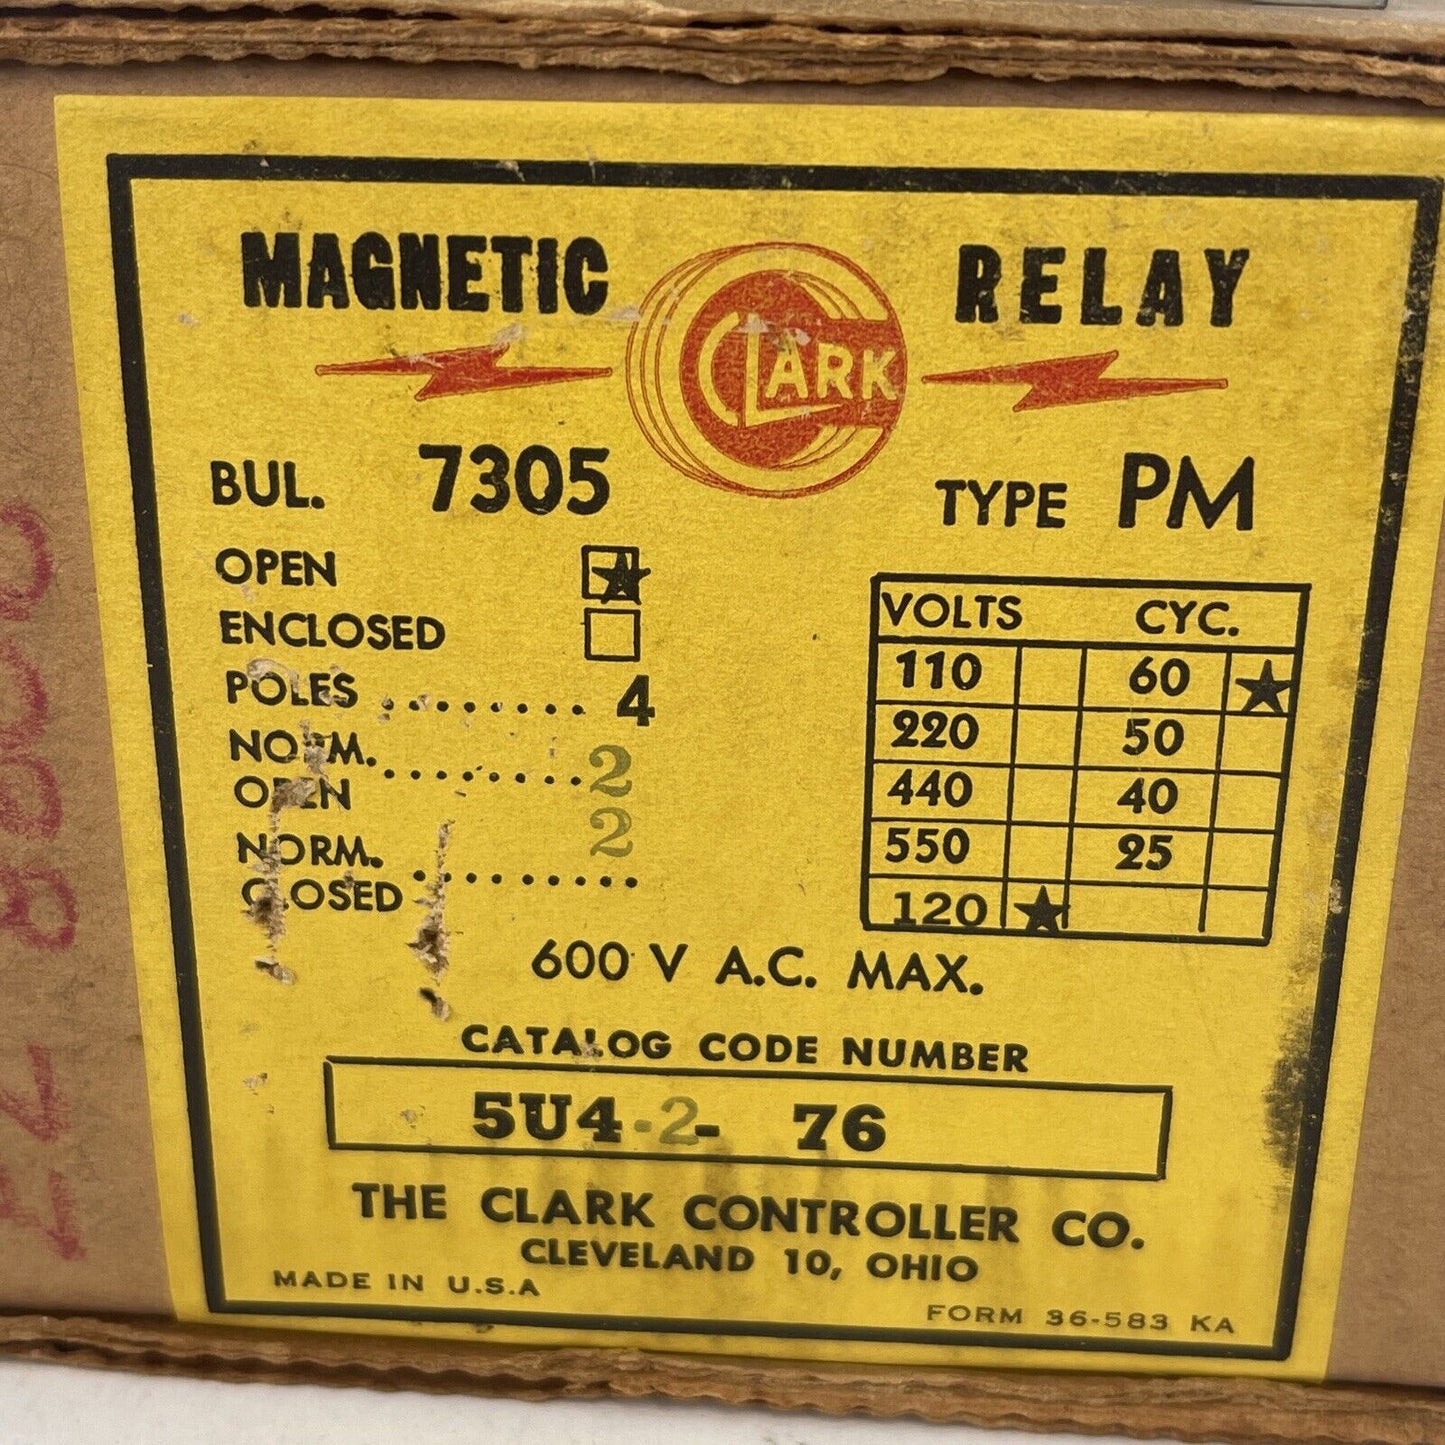 MAGNETIC CLARK RELAY
BUL. 7305 TYPE PM
OPEN ★
ENCLOSED
POLES ........ 4
NORM. OPEN ........ 2
NORM. CLOSED ......... 2
VOLTS CYC.
110 60 ★
220 50
440 40
550 25
120 ★
600 V A.C. MAX.
CATALOG CODE NUMBER
5U4-2- 76
THE CLARK CONTROLLER CO.
CLEVELAND 10, OHIO
MADE IN U.S.A
FORM 36-583 KA